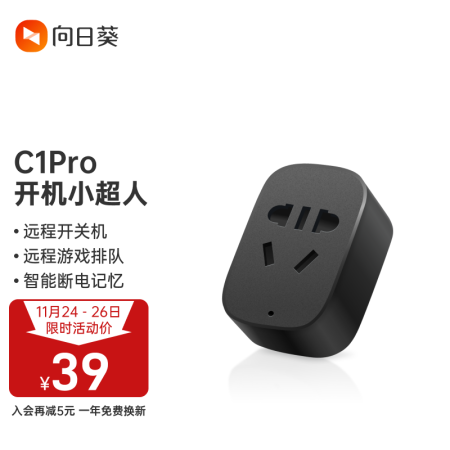 向日葵
C1Pro
开机小超人
• 远程开关机
• 远程游戏排队
• 智能断电记忆
11月24 - 26日
限时活动价
¥39
入会再减5元 一年免费换新